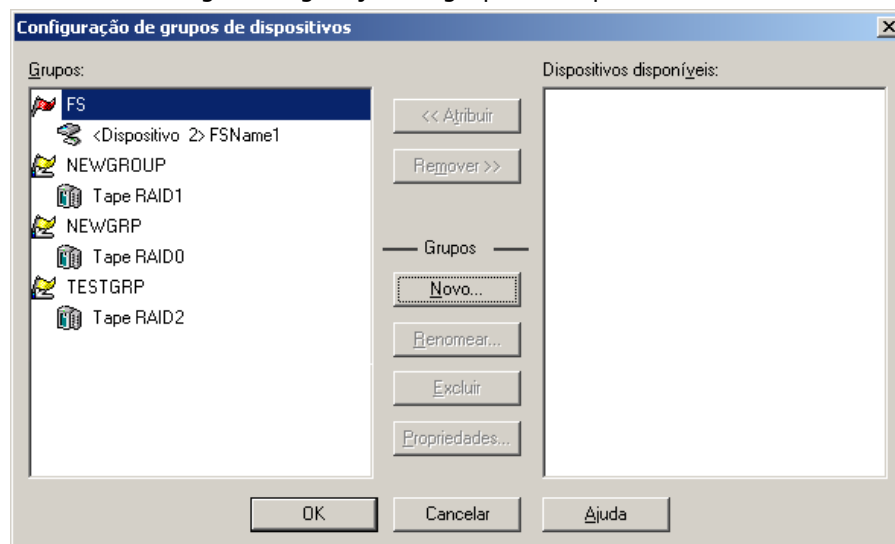 Configuração de grupos de dispositivos
Grupos:
FS
<Dispositivo 2> FSName1
NEWGROUP
Tape RAID1
NEWGRP
Tape RAID0
TESTGRP
Tape RAID2
<< Atribuir
Remover >>
Grupos
Novo...
Renomear...
Excluir
Propriedades...
Dispositivos disponíveis:
OK
Cancelar
Ajuda